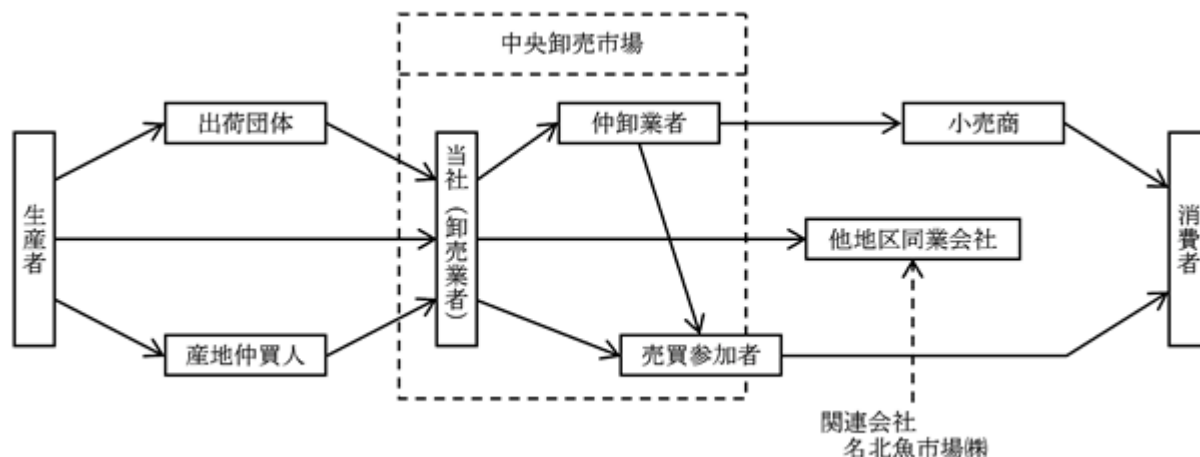 中央卸売市場
出荷団体
仲卸業者
小売商
生産者
当社（卸売業者）
他地区同業会社
消費者
産地仲買人
売買参加者
関連会社
名北魚市場㈱